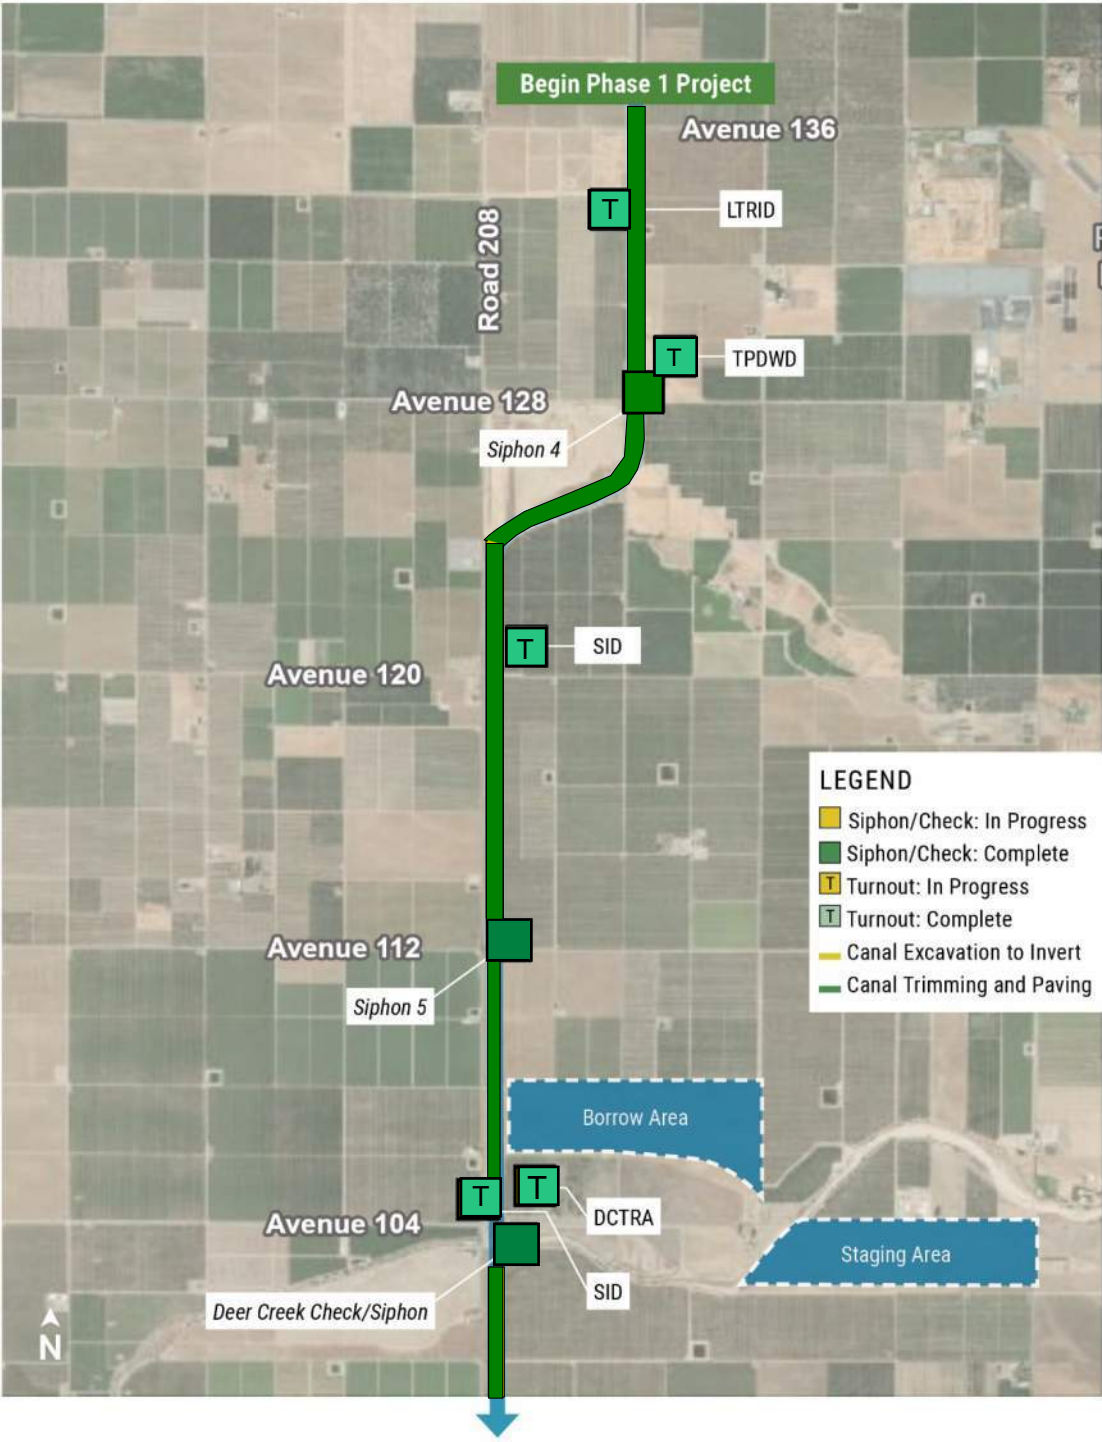 Begin Phase 1 Project
Avenue 136
T
LTRID
Road 208
T
TPDWD
Avenue 128
Siphon 4
T
SID
Avenue 120
LEGEND
Siphon/Check: In Progress
Siphon/Check: Complete
T Turnout: In Progress
T Turnout: Complete
Canal Excavation to Invert
Canal Trimming and Paving
Avenue 112
Siphon 5
Borrow Area
T
T
DCTRA
Avenue 104
Staging Area
SID
Deer Creek Check/Siphon
N